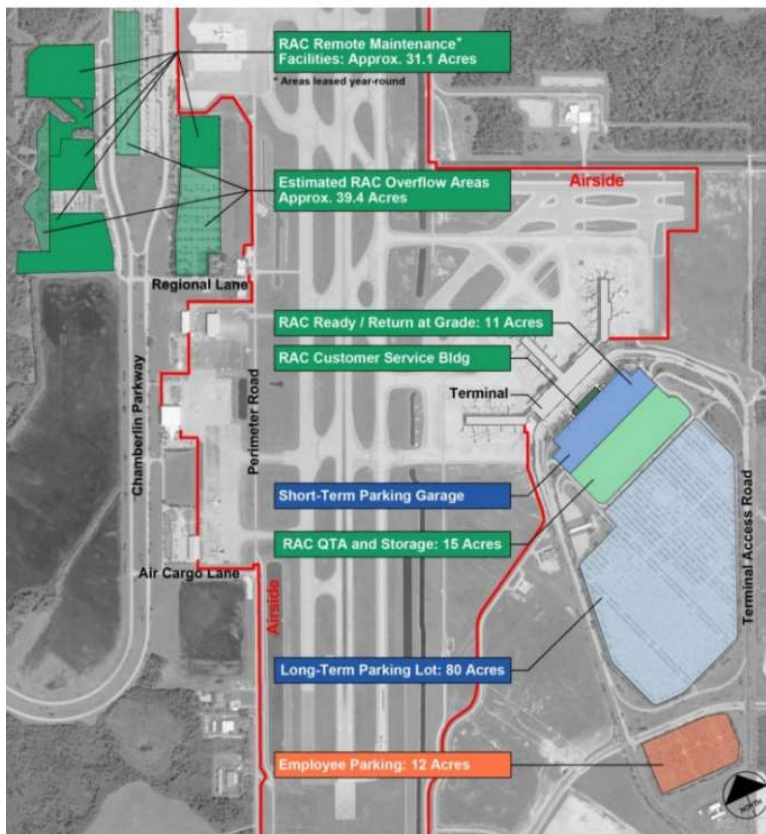 RAC Remote Maintenance*
Facilities: Approx. 31.1 Acres
* Areas leased year-round
Airside
Estimated RAC Overflow Areas
Approx. 39.4 Acres
Regional Lane
RAC Ready / Return at Grade: 11 Acres
RAC Customer Service Bldg
Terminal
Chamberlin Parkway
Perimeter Road
Short-Term Parking Garage
RAC QTA and Storage: 15 Acres
Terminal Access Road
Air Cargo Lane
Airside
Long-Term Parking Lot: 80 Acres
Employee Parking: 12 Acres
NORTH